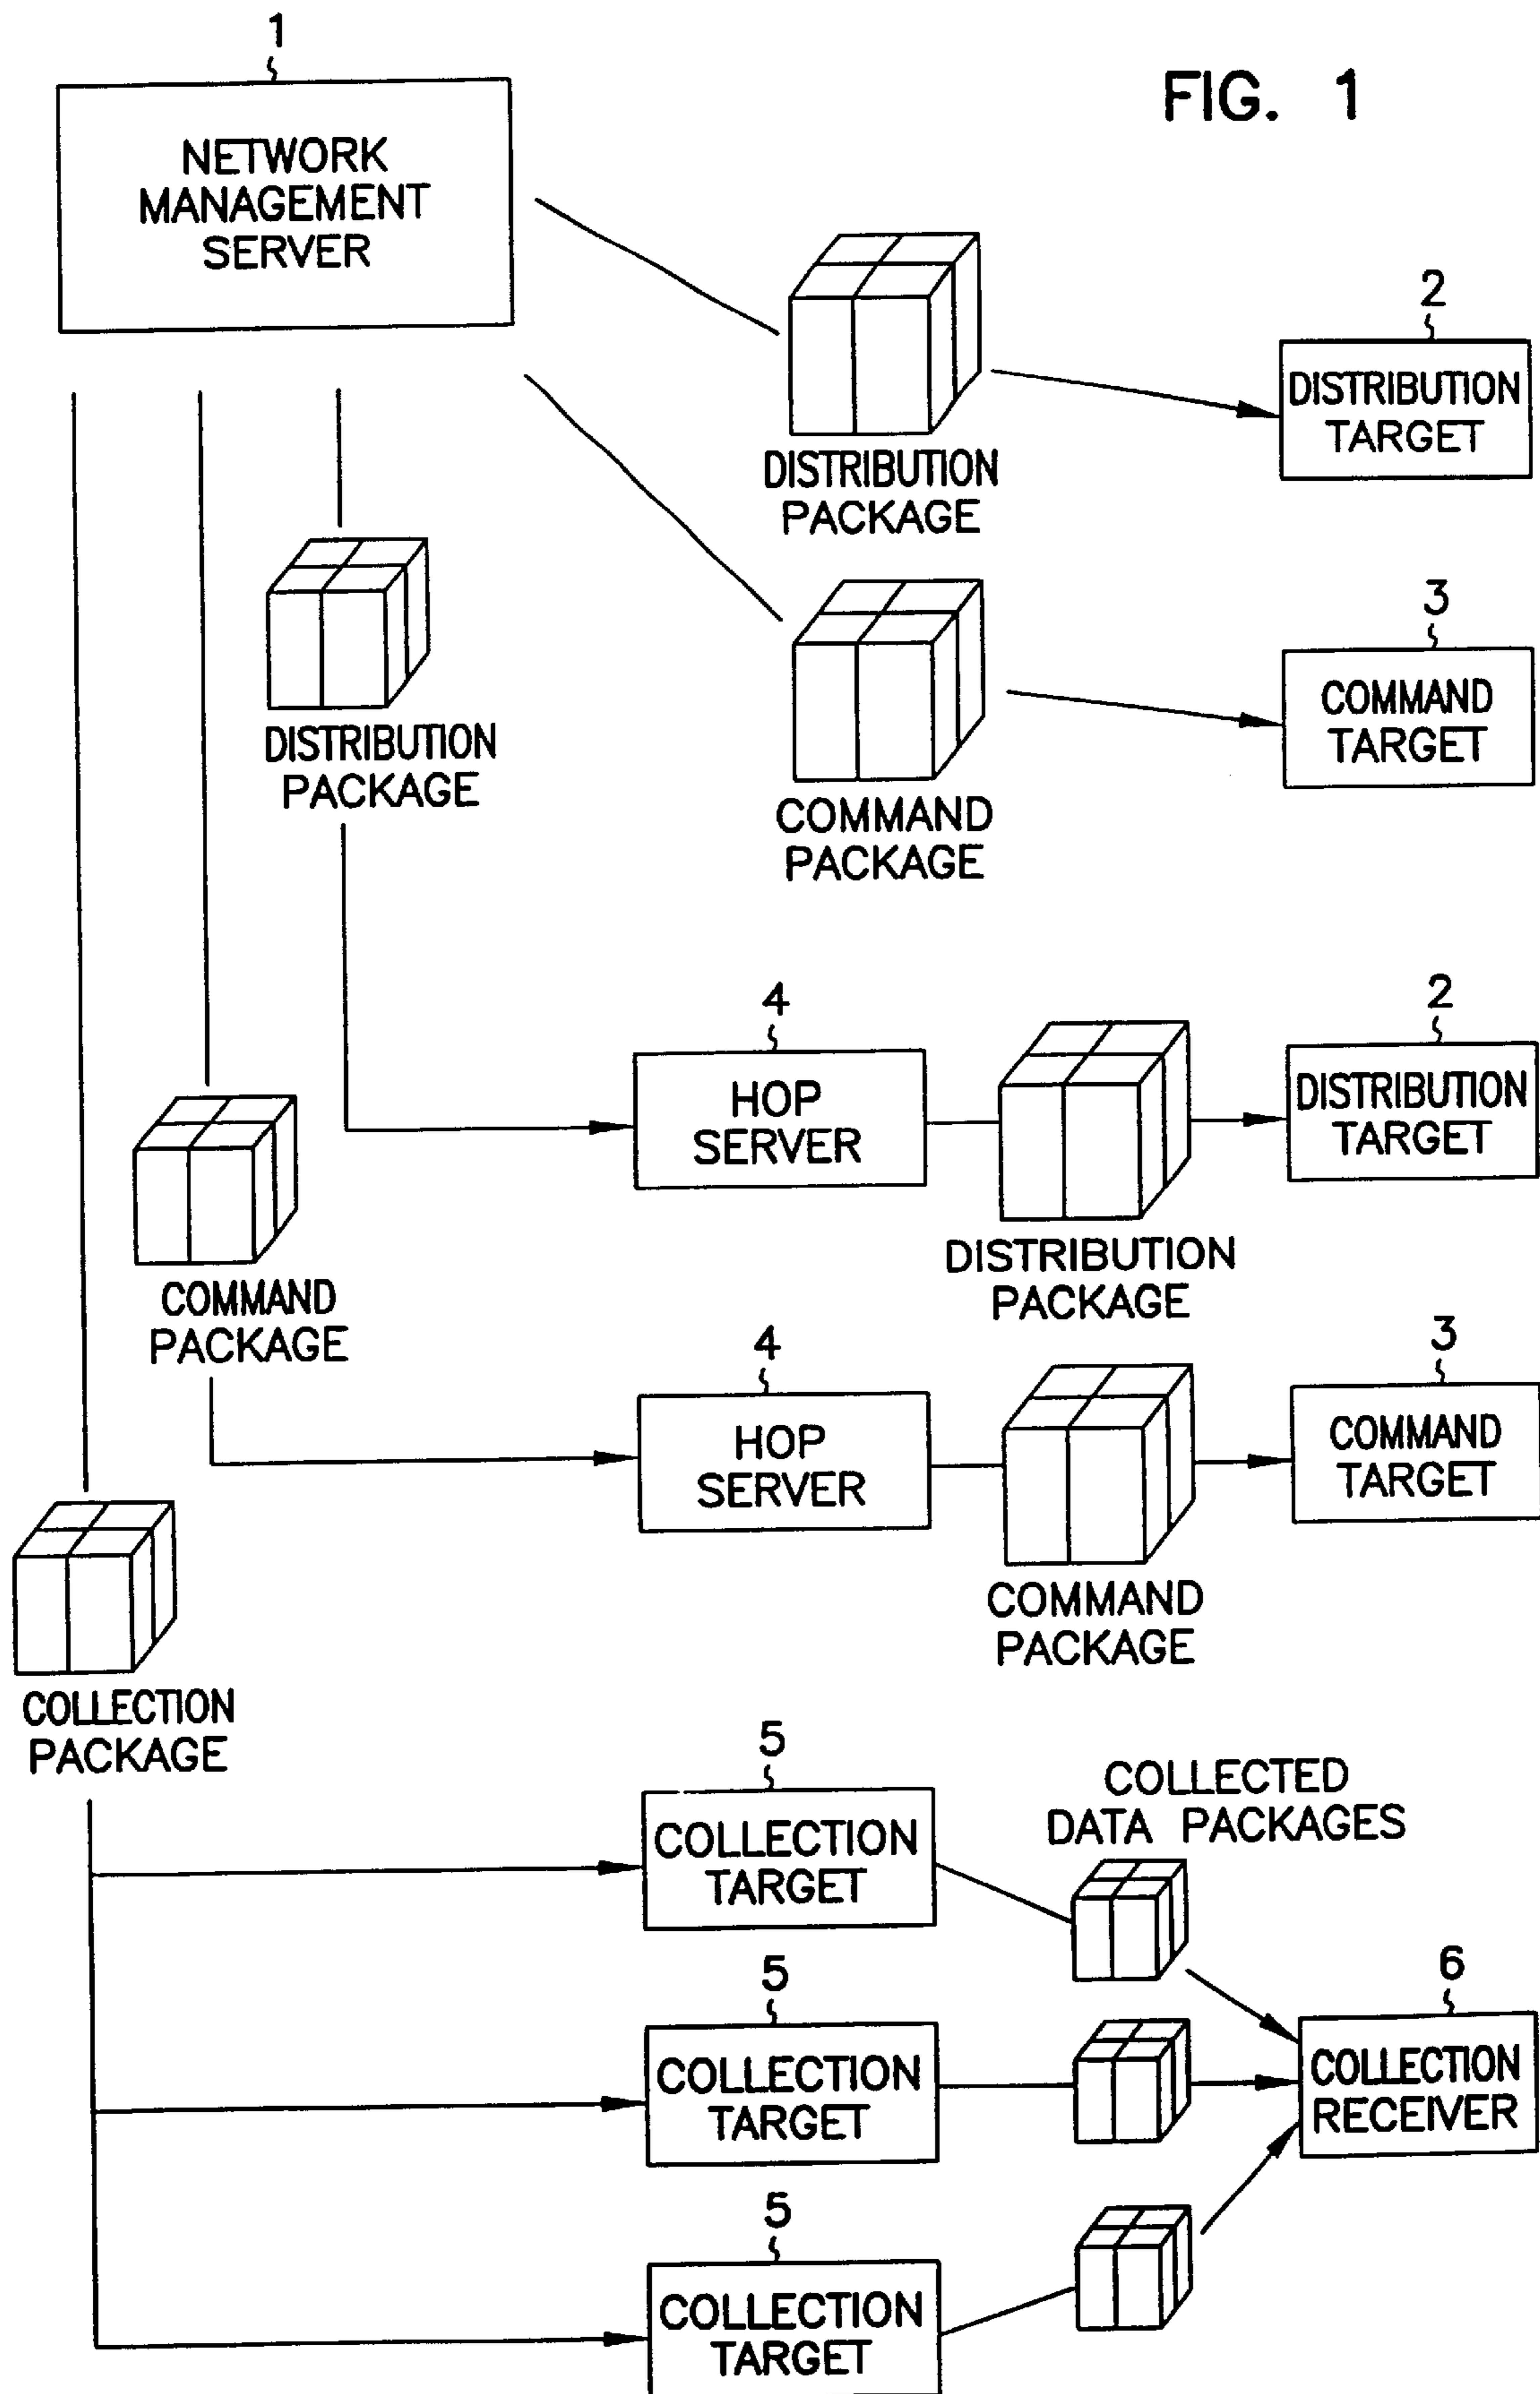 1
FIG. 1
NETWORK
MANAGEMENT
SERVER
2
DISTRIBUTION
TARGET
DISTRIBUTION
PACKAGE
3
COMMAND
TARGET
DISTRIBUTION
PACKAGE
COMMAND
PACKAGE
4
HOP
SERVER
2
DISTRIBUTION
TARGET
DISTRIBUTION
PACKAGE
COMMAND
PACKAGE
4
HOP
SERVER
3
COMMAND
TARGET
COMMAND
PACKAGE
COLLECTION
PACKAGE
5
COLLECTION
TARGET
COLLECTED
DATA PACKAGES
5
COLLECTION
TARGET
6
COLLECTION
RECEIVER
5
COLLECTION
TARGET